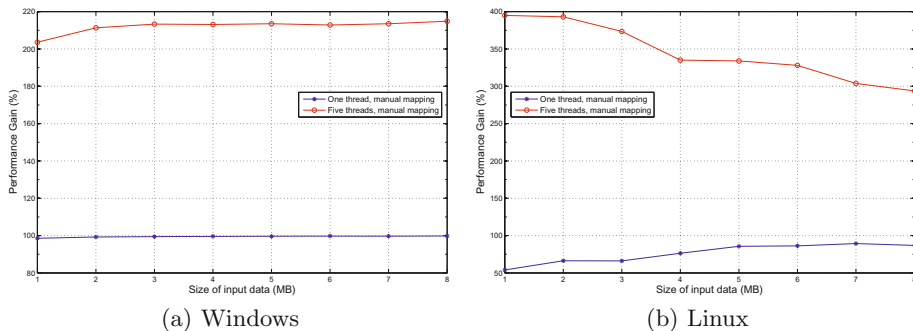 220
200
180
160
140
120
100
80
Performance Gain (%)
One thread, manual mapping
Five threads, manual mapping
1 2 3 4 5 6 7 8
Size of input data (MB)
(a) Windows
400
350
300
250
200
150
100
50
Performance Gain (%)
One thread, manual mapping
Five threads, manual mapping
1 2 3 4 5 6 7 8
Size of input data (MB)
(b) Linux